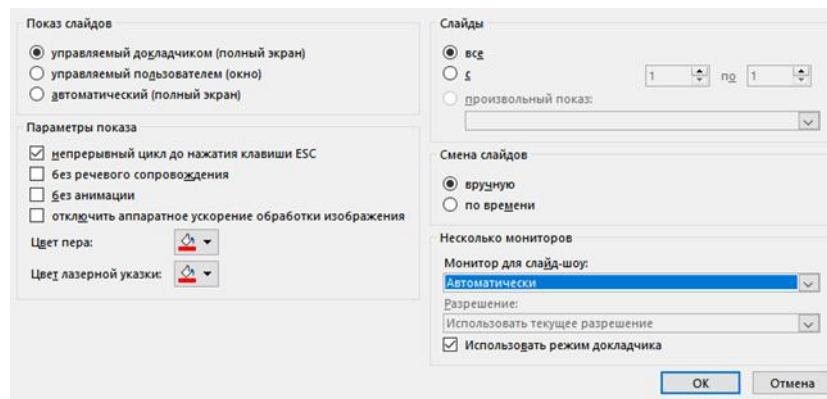 Показ слайдов
управляемый докладчиком (полный экран)
управляемый пользователем (окно)
автоматический (полный экран)
Параметры показа
непрерывный цикл до нажатия клавиши ESC
без речевого сопровождения
без анимации
отключить аппаратное ускорение обработки изображения
Цвет пера:
Цвет лазерной указки:
Слайды
все
с 1 по 1
произвольный показ:
Смена слайдов
вручную
по времени
Несколько мониторов
Монитор для слайд-шоу:
Автоматически
Разрешение:
Использовать текущее разрешение
Использовать режим докладчика
ОК Отмена